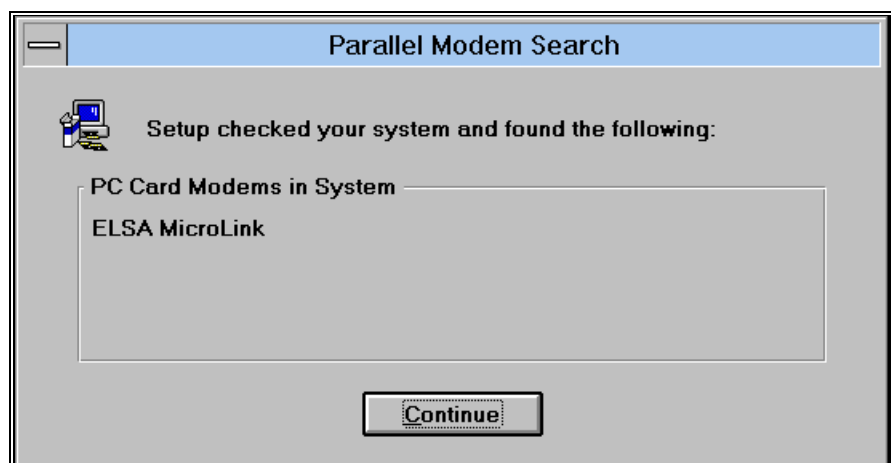 Parallel Modem Search
Setup checked your system and found the following:
PC Card Modems in System
ELSA MicroLink
Continue